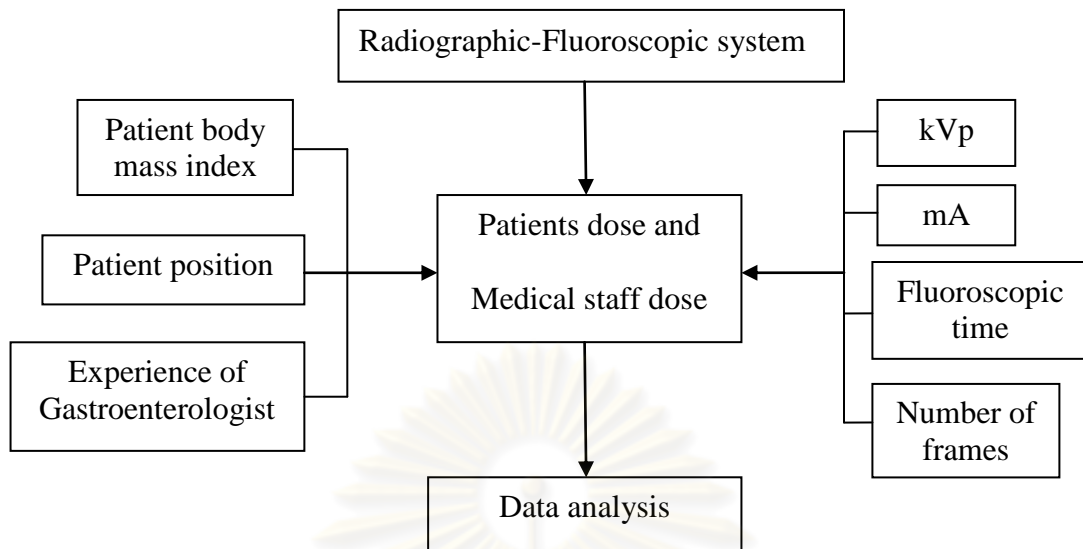 Radiographic-Fluoroscopic system
Patient body
mass index
Patient position
Experience of
Gastroenterologist
Patients dose and
Medical staff dose
kVp
mA
Fluoroscopic
time
Number of
frames
Data analysis